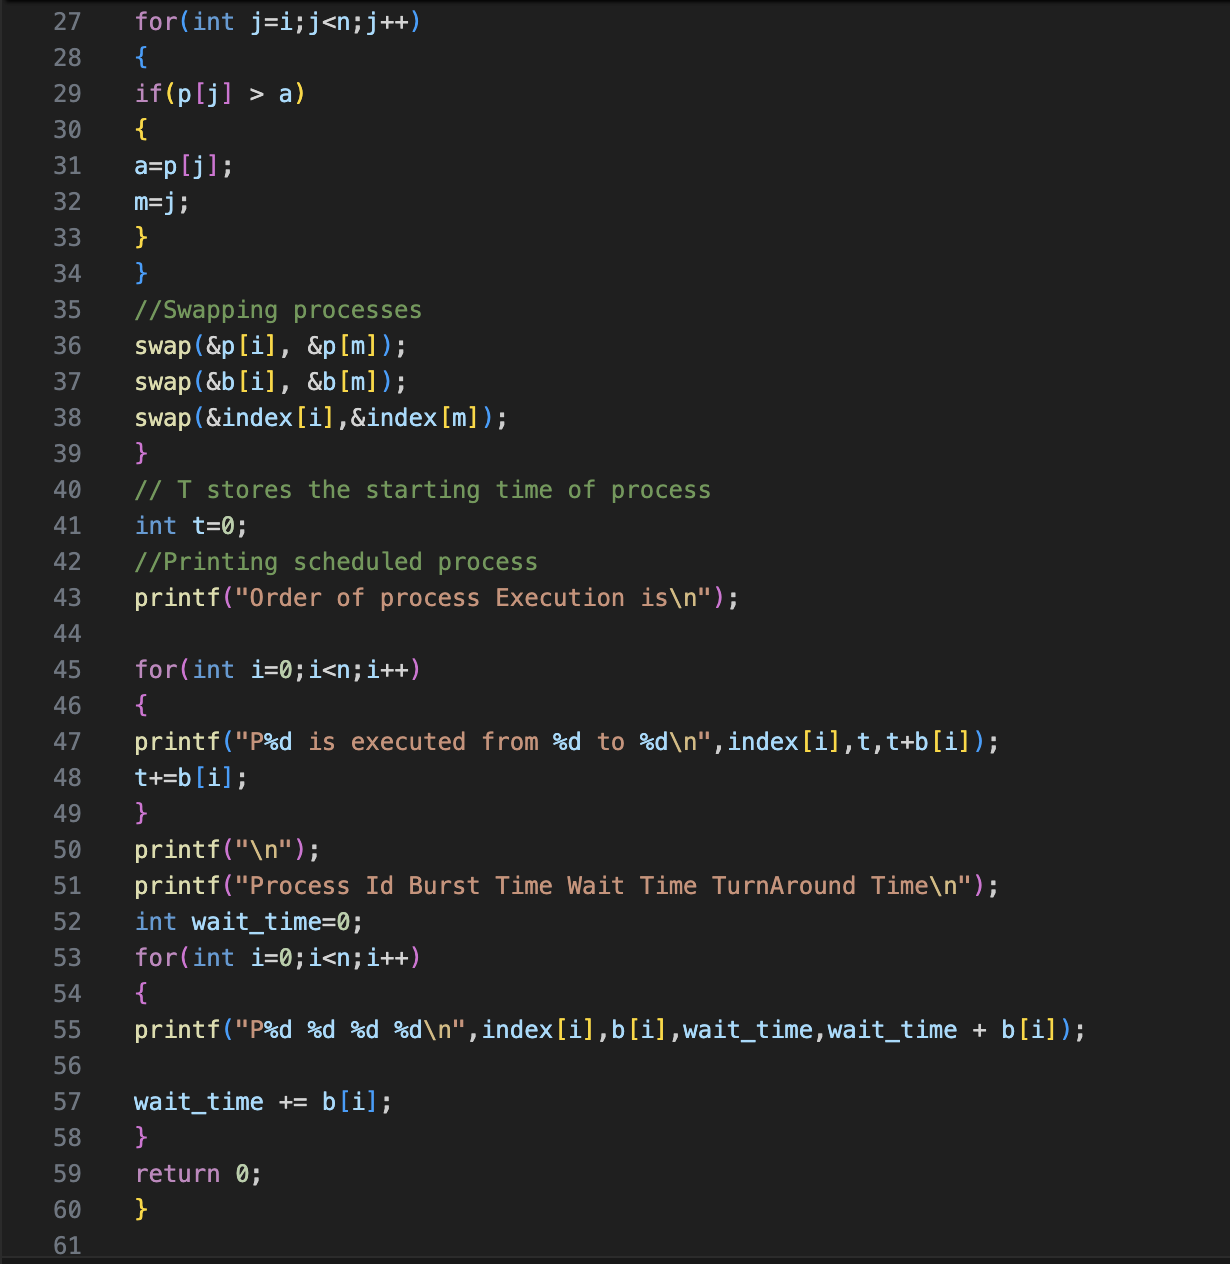 27 for(int j=i;j<n;j++)
28 {
29 if(p[j] > a)
30 {
31 a=p[j];
32 m=j;
33 }
34 }
35 //Swapping processes
36 swap(&p[i], &p[m]);
37 swap(&b[i], &b[m]);
38 swap(&index[i],&index[m]);
39 }
40 // T stores the starting time of process
41 int t=0;
42 //Printing scheduled process
43 printf("Order of process Execution is\n");
44
45 for(int i=0;i<n;i++)
46 {
47 printf("P%d is executed from %d to %d\n",index[i],t,t+b[i]);
48 t+=b[i];
49 }
50 printf("\n");
51 printf("Process Id Burst Time Wait Time TurnAround Time\n");
52 int wait_time=0;
53 for(int i=0;i<n;i++)
54 {
55 printf("P%d %d %d %d\n",index[i],b[i],wait_time,wait_time + b[i]);
56
57 wait_time += b[i];
58 }
59 return 0;
60 }
61